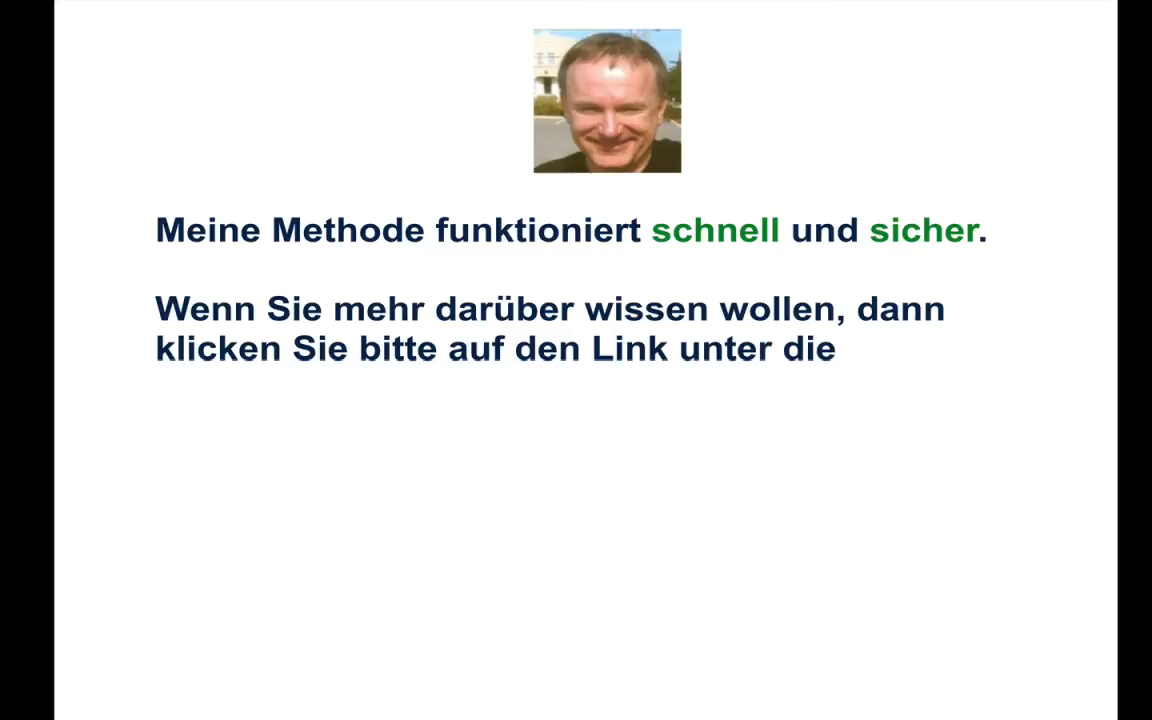 Meine Methode funktioniert schnell und sicher.
Wenn Sie mehr darüber wissen wollen, dann
klicken Sie bitte auf den Link unter die